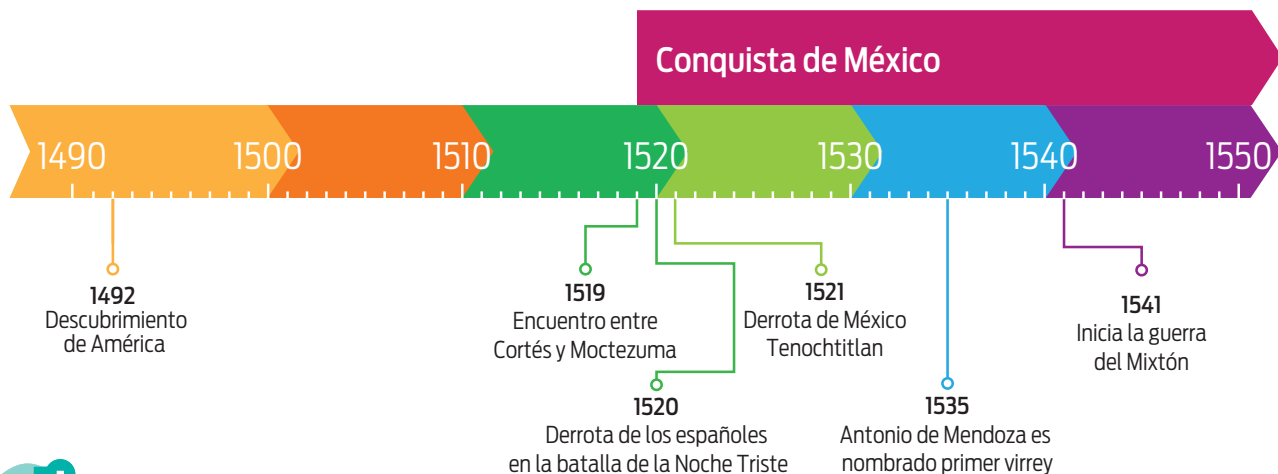 Conquista de México
1490 1500 1510 1520 1530 1540 1550
1492
Descubrimiento
de América
1519
Encuentro entre
Cortés y Moctezuma
1520
Derrota de los españoles
en la batalla de la Noche Triste
1521
Derrota de México
Tenochtitlan
1535
Antonio de Mendoza es
nombrado primer virrey
1541
Inicia la guerra
del Mixtón